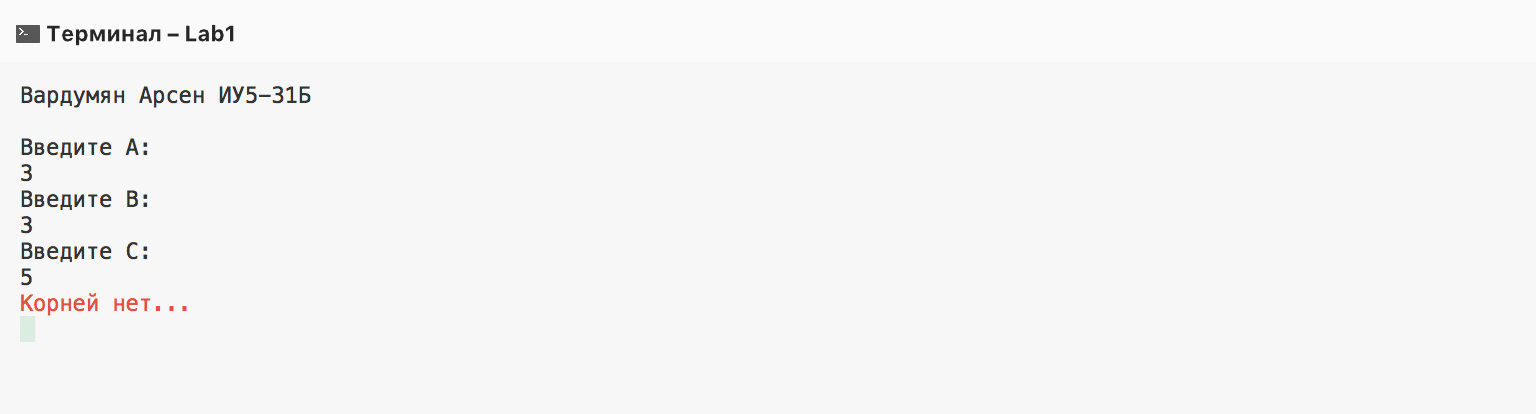 Терминал – Lab1
Вардумян Арсен ИУ5-31Б
Введите A:
3
Введите B:
3
Введите C:
5
Корней нет...